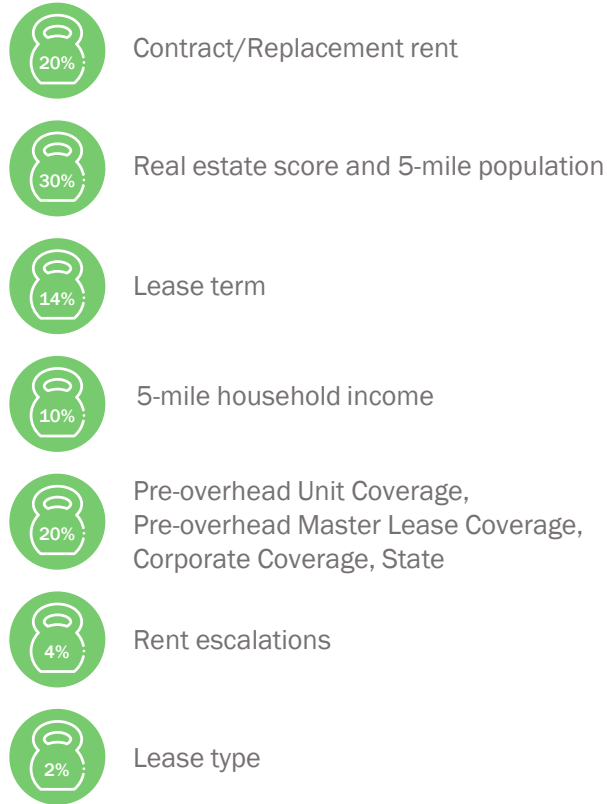 20%
Contract/Replacement rent
30%
Real estate score and 5-mile population
14%
Lease term
10%
5-mile household income
20%
Pre-overhead Unit Coverage,
Pre-overhead Master Lease Coverage,
Corporate Coverage, State
4%
Rent escalations
2%
Lease type